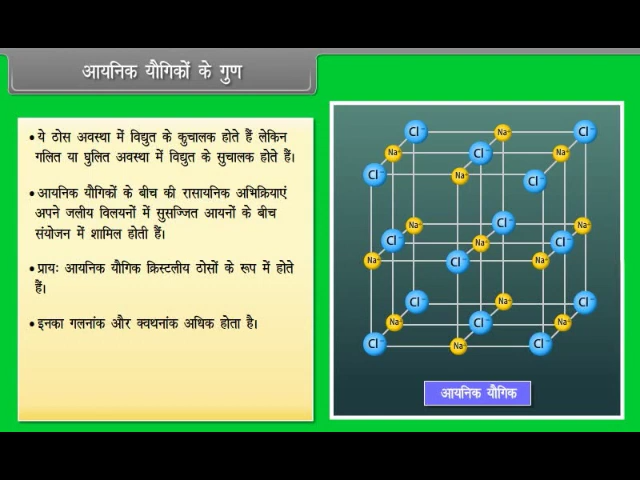 आयनिक यौगिकों के गुण
•ये ठोस अवस्था में विद्युत के कुचालक होते हैं लेकिन
गलित या घुलित अवस्था में विद्युत के सुचालक होते हैं।
•आयनिक यौगिकों के बीच की रासायनिक अभिक्रियाएं
अपने जलीय विलयनों में सुसज्जित आयनों के बीच
संयोजन में शामिल होती हैं।
•प्रायः आयनिक यौगिक क्रिस्टलीय ठोसों के रूप में होते
हैं।
•इनका गलनांक और क्वथनांक अधिक होता है।
Cl⁻ Na⁺ Cl⁻
Na⁺ Cl⁻ Na⁺
Cl⁻ Na⁺ Cl⁻
Na⁺ Cl⁻ Na⁺
Cl⁻ Na⁺ Cl⁻
Na⁺ Cl⁻ Na⁺
Cl⁻ Na⁺ Cl⁻
Na⁺ Cl⁻ Na⁺
Cl⁻ Na⁺ Cl⁻
आयनिक यौगिक